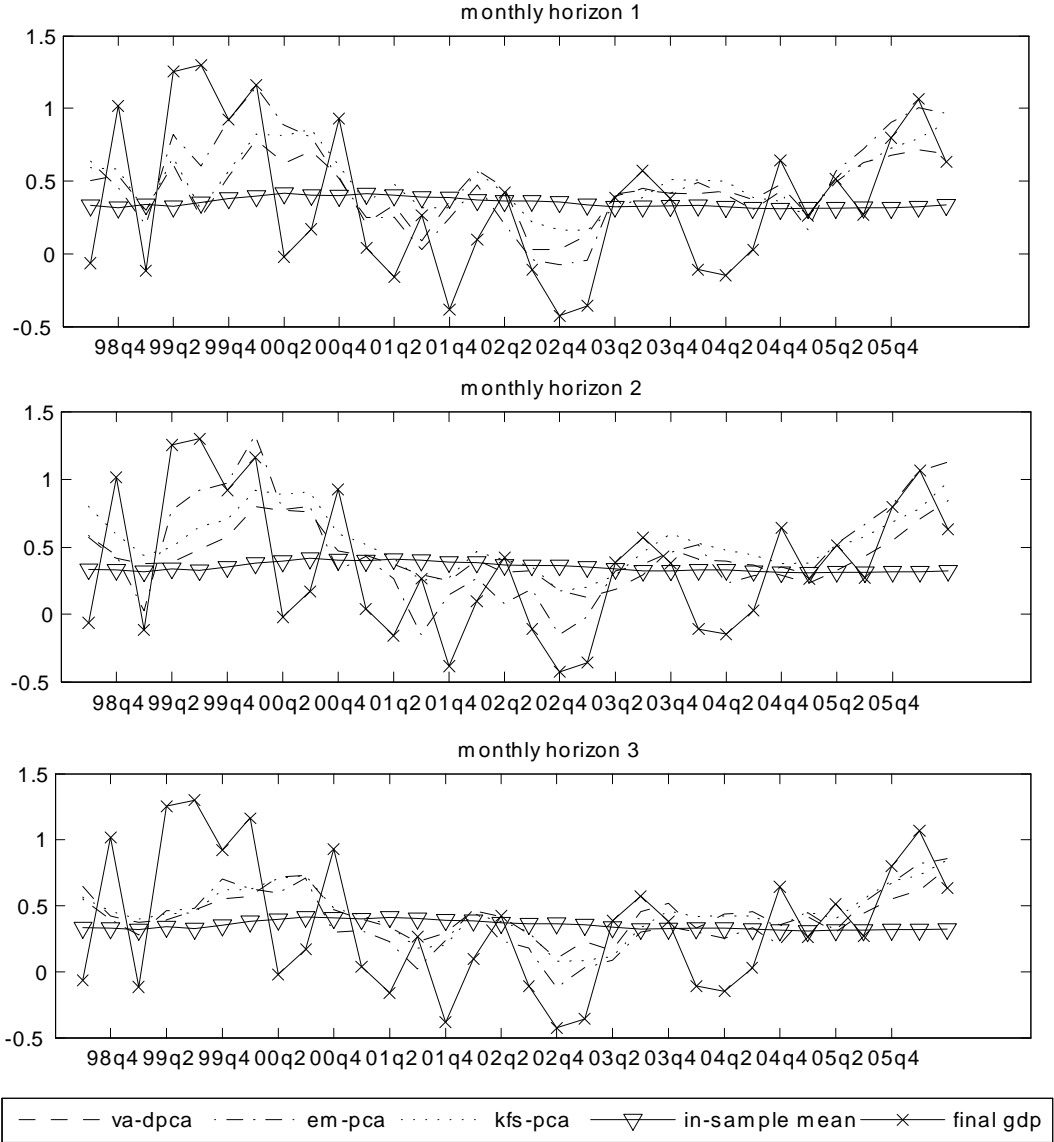 monthly horizon 1
1.5
1
0.5
0
-0.5
98q4 99q2 99q4 00q2 00q4 01q2 01q4 02q2 02q4 03q2 03q4 04q2 04q4 05q2 05q4
monthly horizon 2
1.5
1
0.5
0
-0.5
98q4 99q2 99q4 00q2 00q4 01q2 01q4 02q2 02q4 03q2 03q4 04q2 04q4 05q2 05q4
monthly horizon 3
1.5
1
0.5
0
-0.5
98q4 99q2 99q4 00q2 00q4 01q2 01q4 02q2 02q4 03q2 03q4 04q2 04q4 05q2 05q4
va-dpca em-pca kfs-pca in-sample mean final gdp